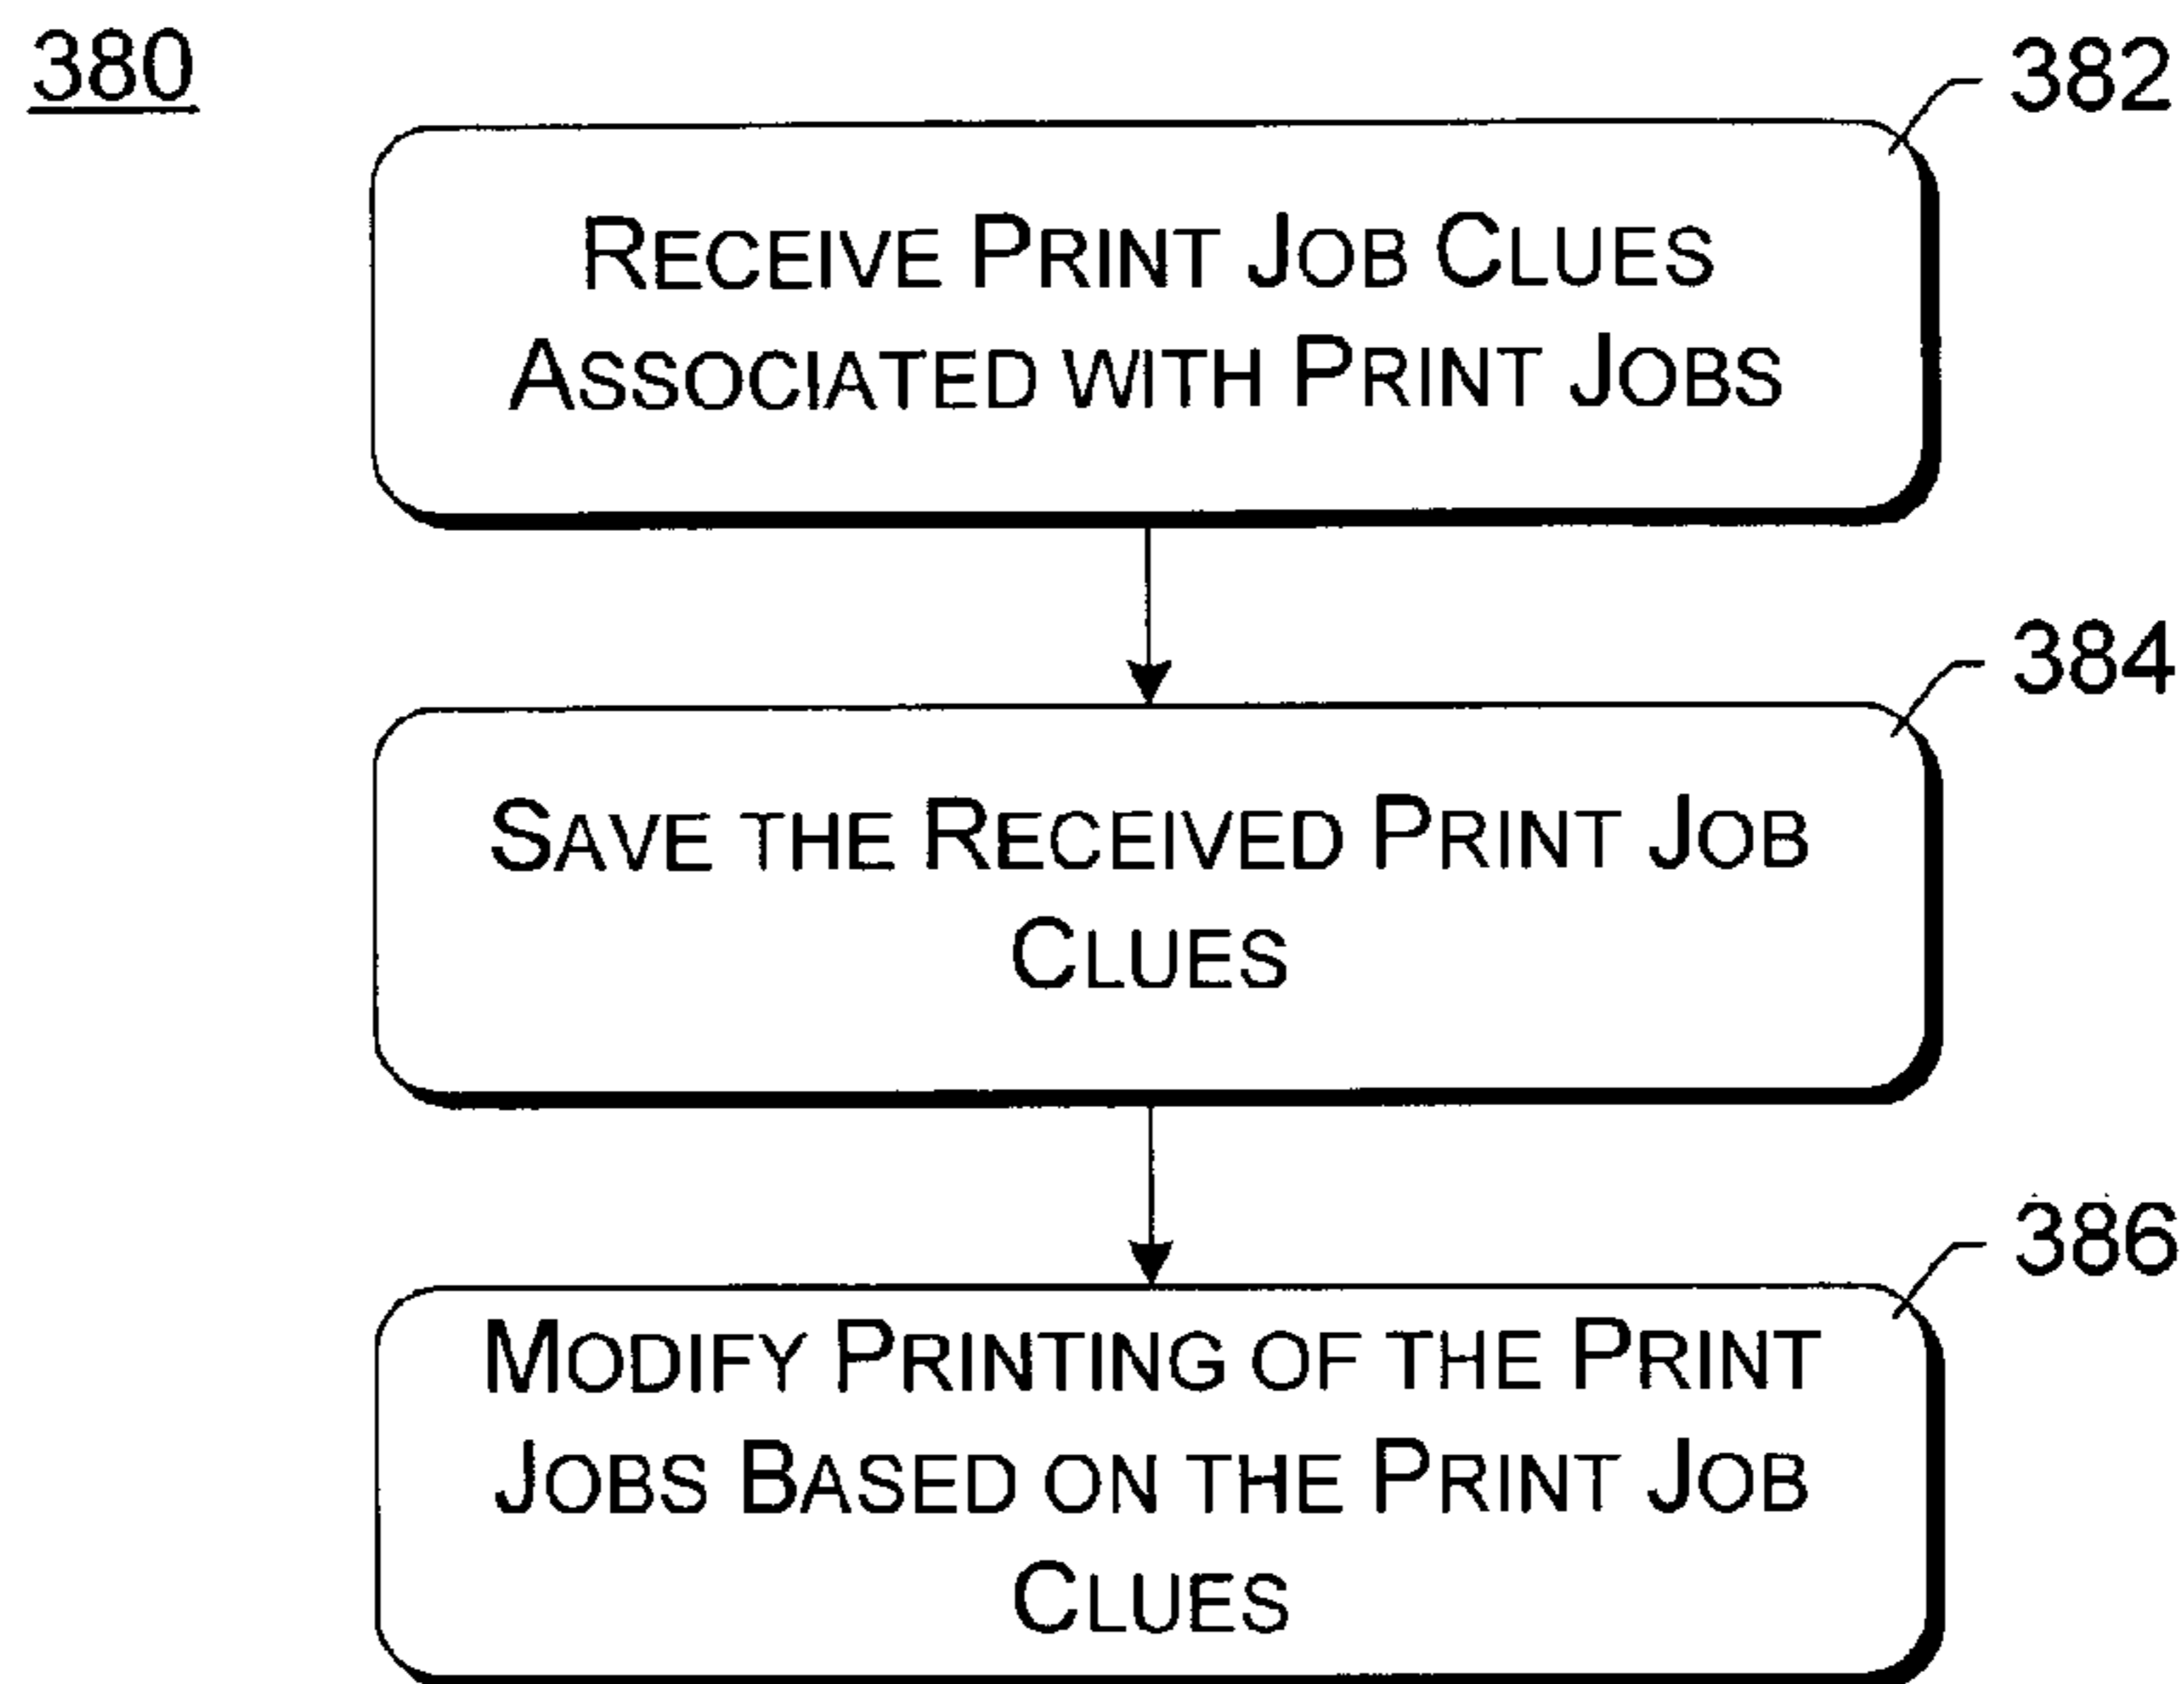 380
382
RECEIVE PRINT JOB CLUES
ASSOCIATED WITH PRINT JOBS
384
SAVE THE RECEIVED PRINT JOB
CLUES
386
MODIFY PRINTING OF THE PRINT
JOBS BASED ON THE PRINT JOB
CLUES